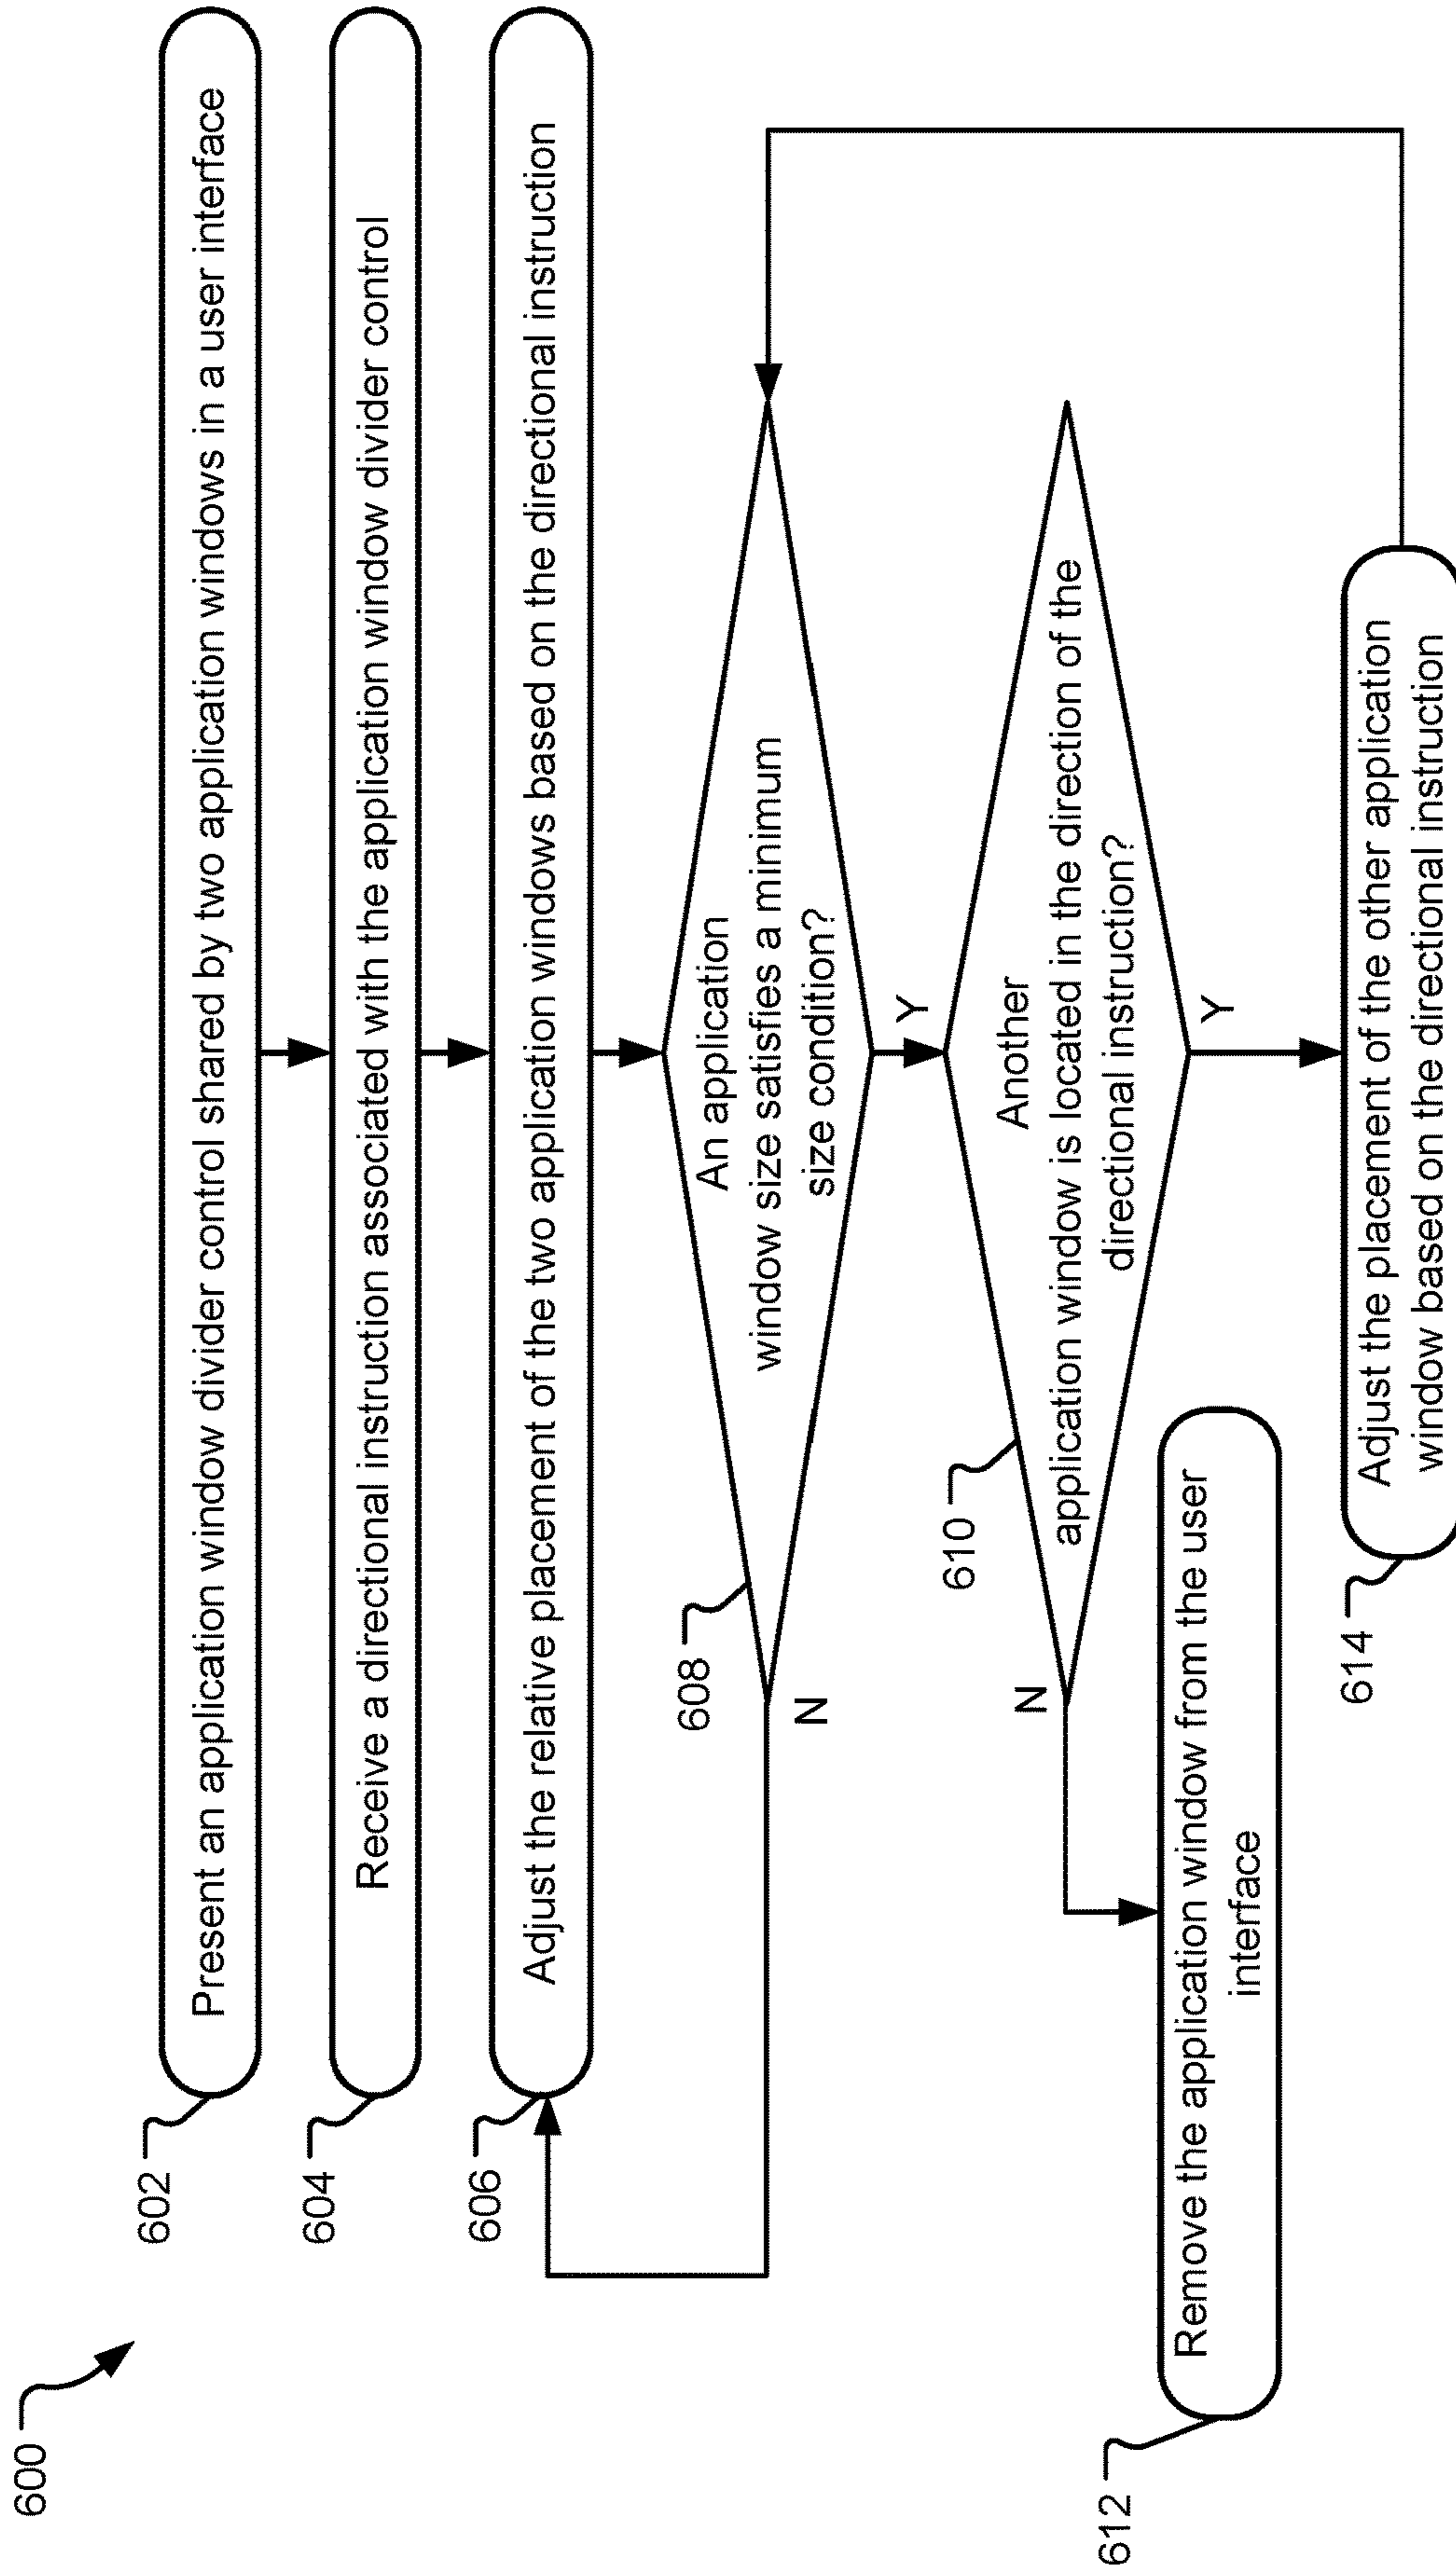 600
602
Present an application window divider control shared by two application windows in a user interface
604
Receive a directional instruction associated with the application window divider control
606
Adjust the relative placement of the two application windows based on the directional instruction
608
An application
window size satisfies a minimum
size condition?
N
Y
610
Another
application window is located in the direction of the
directional instruction?
N
Y
612
Remove the application window from the user
interface
614
Adjust the placement of the other application
window based on the directional instruction